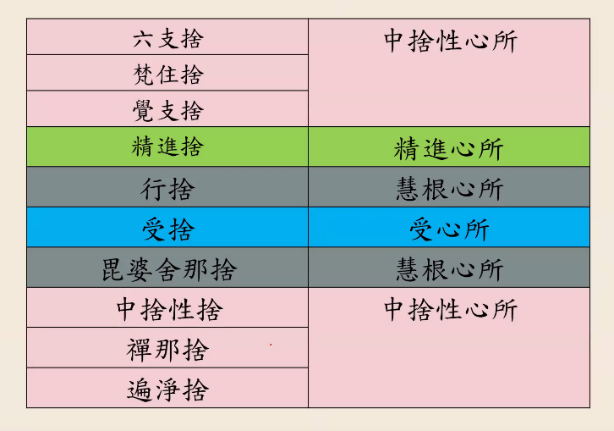 六支捨 中捨性心所
梵住捨
覺支捨
精進捨 精進心所
行捨 慧根心所
受捨 受心所
毘婆舍那捨 慧根心所
中捨性捨 中捨性心所
禪那捨
遍淨捨